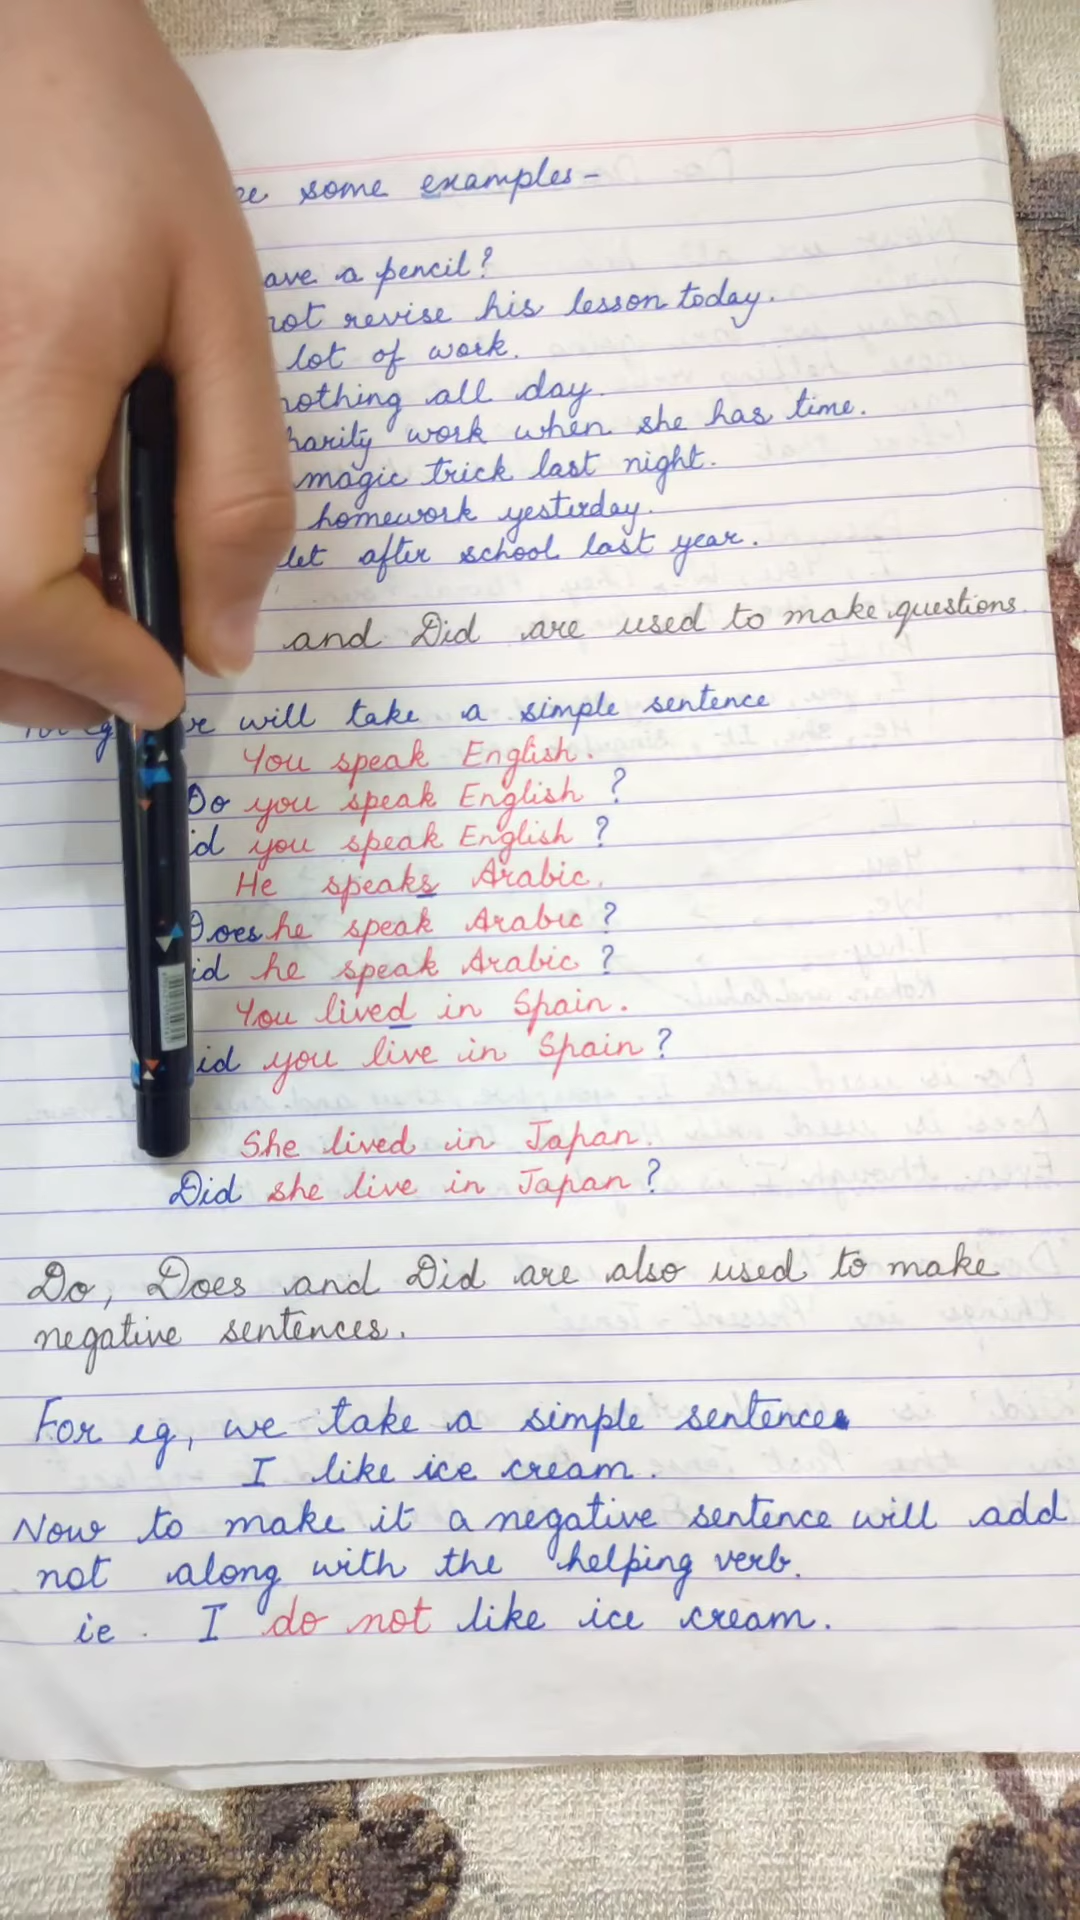 some examples -
a pencil?
not revise his lesson today.
lot of work.
nothing all day.
work when she has time.
magic trick last night.
homework yesterday.
after school last year.
and Did are used to make questions.
will take a simple sentence
You speak English.
Do you speak English ?
you speak English ?
He speaks Arabic.
Does he speak Arabic ?
he speak Arabic ?
You lived in Spain.
you live in Spain ?
She lived in Japan.
Did she live in Japan ?
Do, Does and Did are also used to make
negative sentences.
For eg, we take a simple sentence
I like ice cream.
Now to make it a negative sentence will add
not along with the helping verb.
ie. I do not like ice cream.